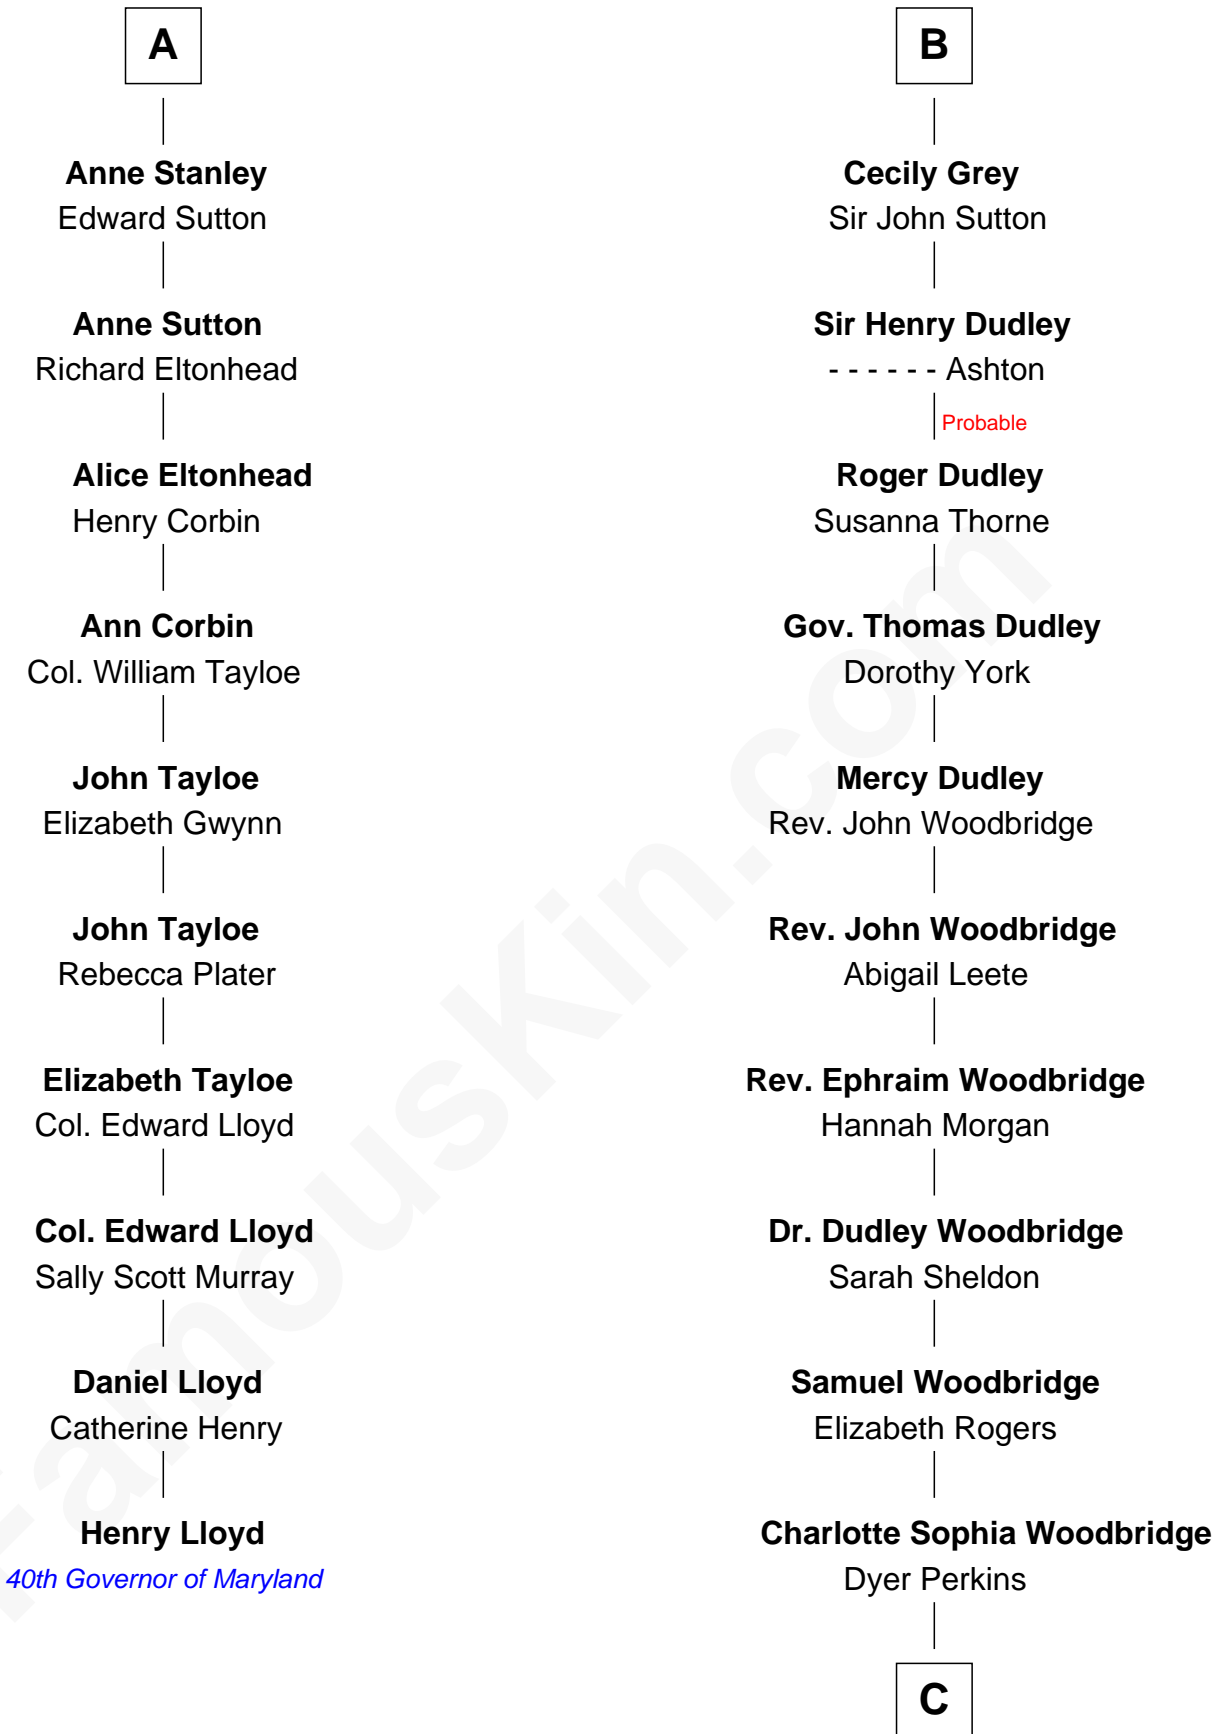 A
Anne Stanley
Edward Sutton
Anne Sutton
Richard Eltonhead
Alice Eltonhead
Henry Corbin
Ann Corbin
Col. William Tayloe
John Tayloe
Elizabeth Gwynn
John Tayloe
Rebecca Plater
Elizabeth Tayloe
Col. Edward Lloyd
Col. Edward Lloyd
Sally Scott Murray
Daniel Lloyd
Catherine Henry
Henry Lloyd
40th Governor of Maryland
B
Cecily Grey
Sir John Sutton
Sir Henry Dudley
- - - - - - Ashton
Probable
Roger Dudley
Susanna Thorne
Gov. Thomas Dudley
Dorothy York
Mercy Dudley
Rev. John Woodbridge
Rev. John Woodbridge
Abigail Leete
Rev. Ephraim Woodbridge
Hannah Morgan
Dr. Dudley Woodbridge
Sarah Sheldon
Samuel Woodbridge
Elizabeth Rogers
Charlotte Sophia Woodbridge
Dyer Perkins
C
FamousKin.com